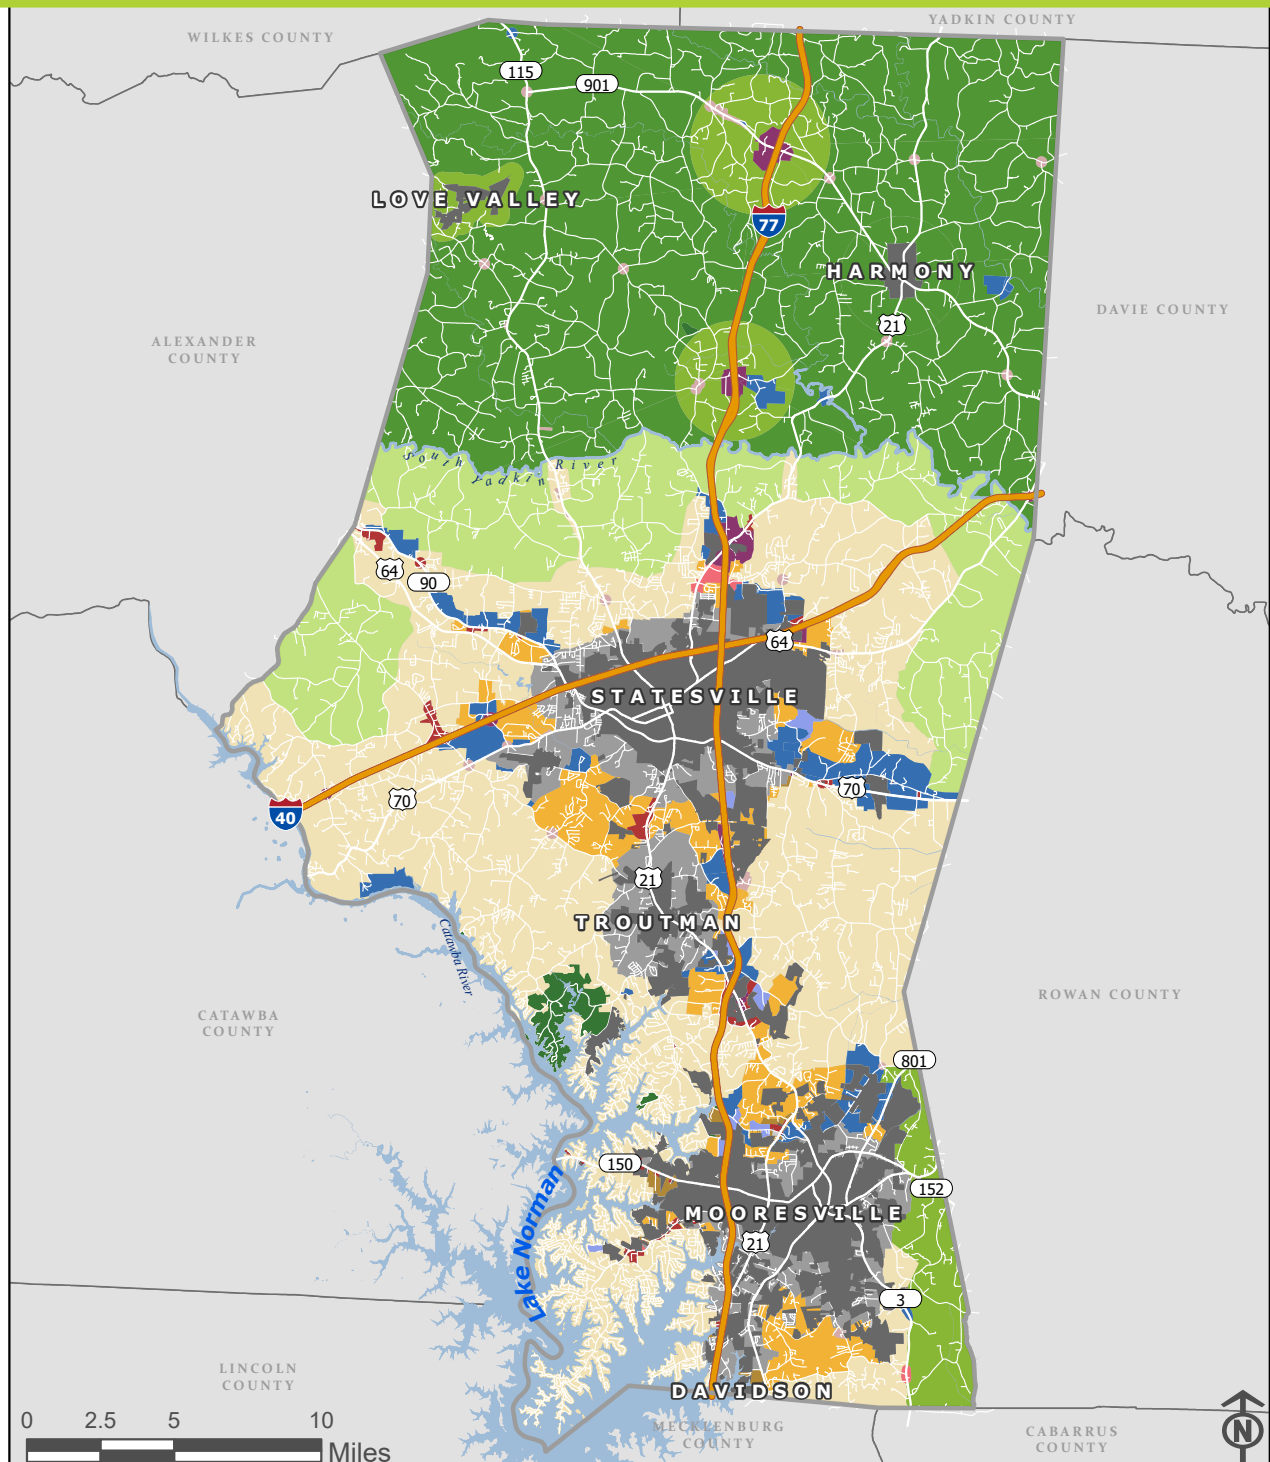 YADKIN COUNTY
WILKES COUNTY
115
901
LOVE VALLEY
77
HARMONY
DAVIE COUNTY
21
ALEXANDER
COUNTY
South Yadkin River
64
90
64
STATESVILLE
70
70
40
21
TROUTMAN
Catawba River
ROWAN COUNTY
CATAWBA
COUNTY
801
150
152
MOORESVILLE
21
Lake Norman
3
LINCOLN
COUNTY
DAVIDSON
MECKLENBURG
COUNTY
CABARRUS
COUNTY
0 2.5 5 10
Miles
N